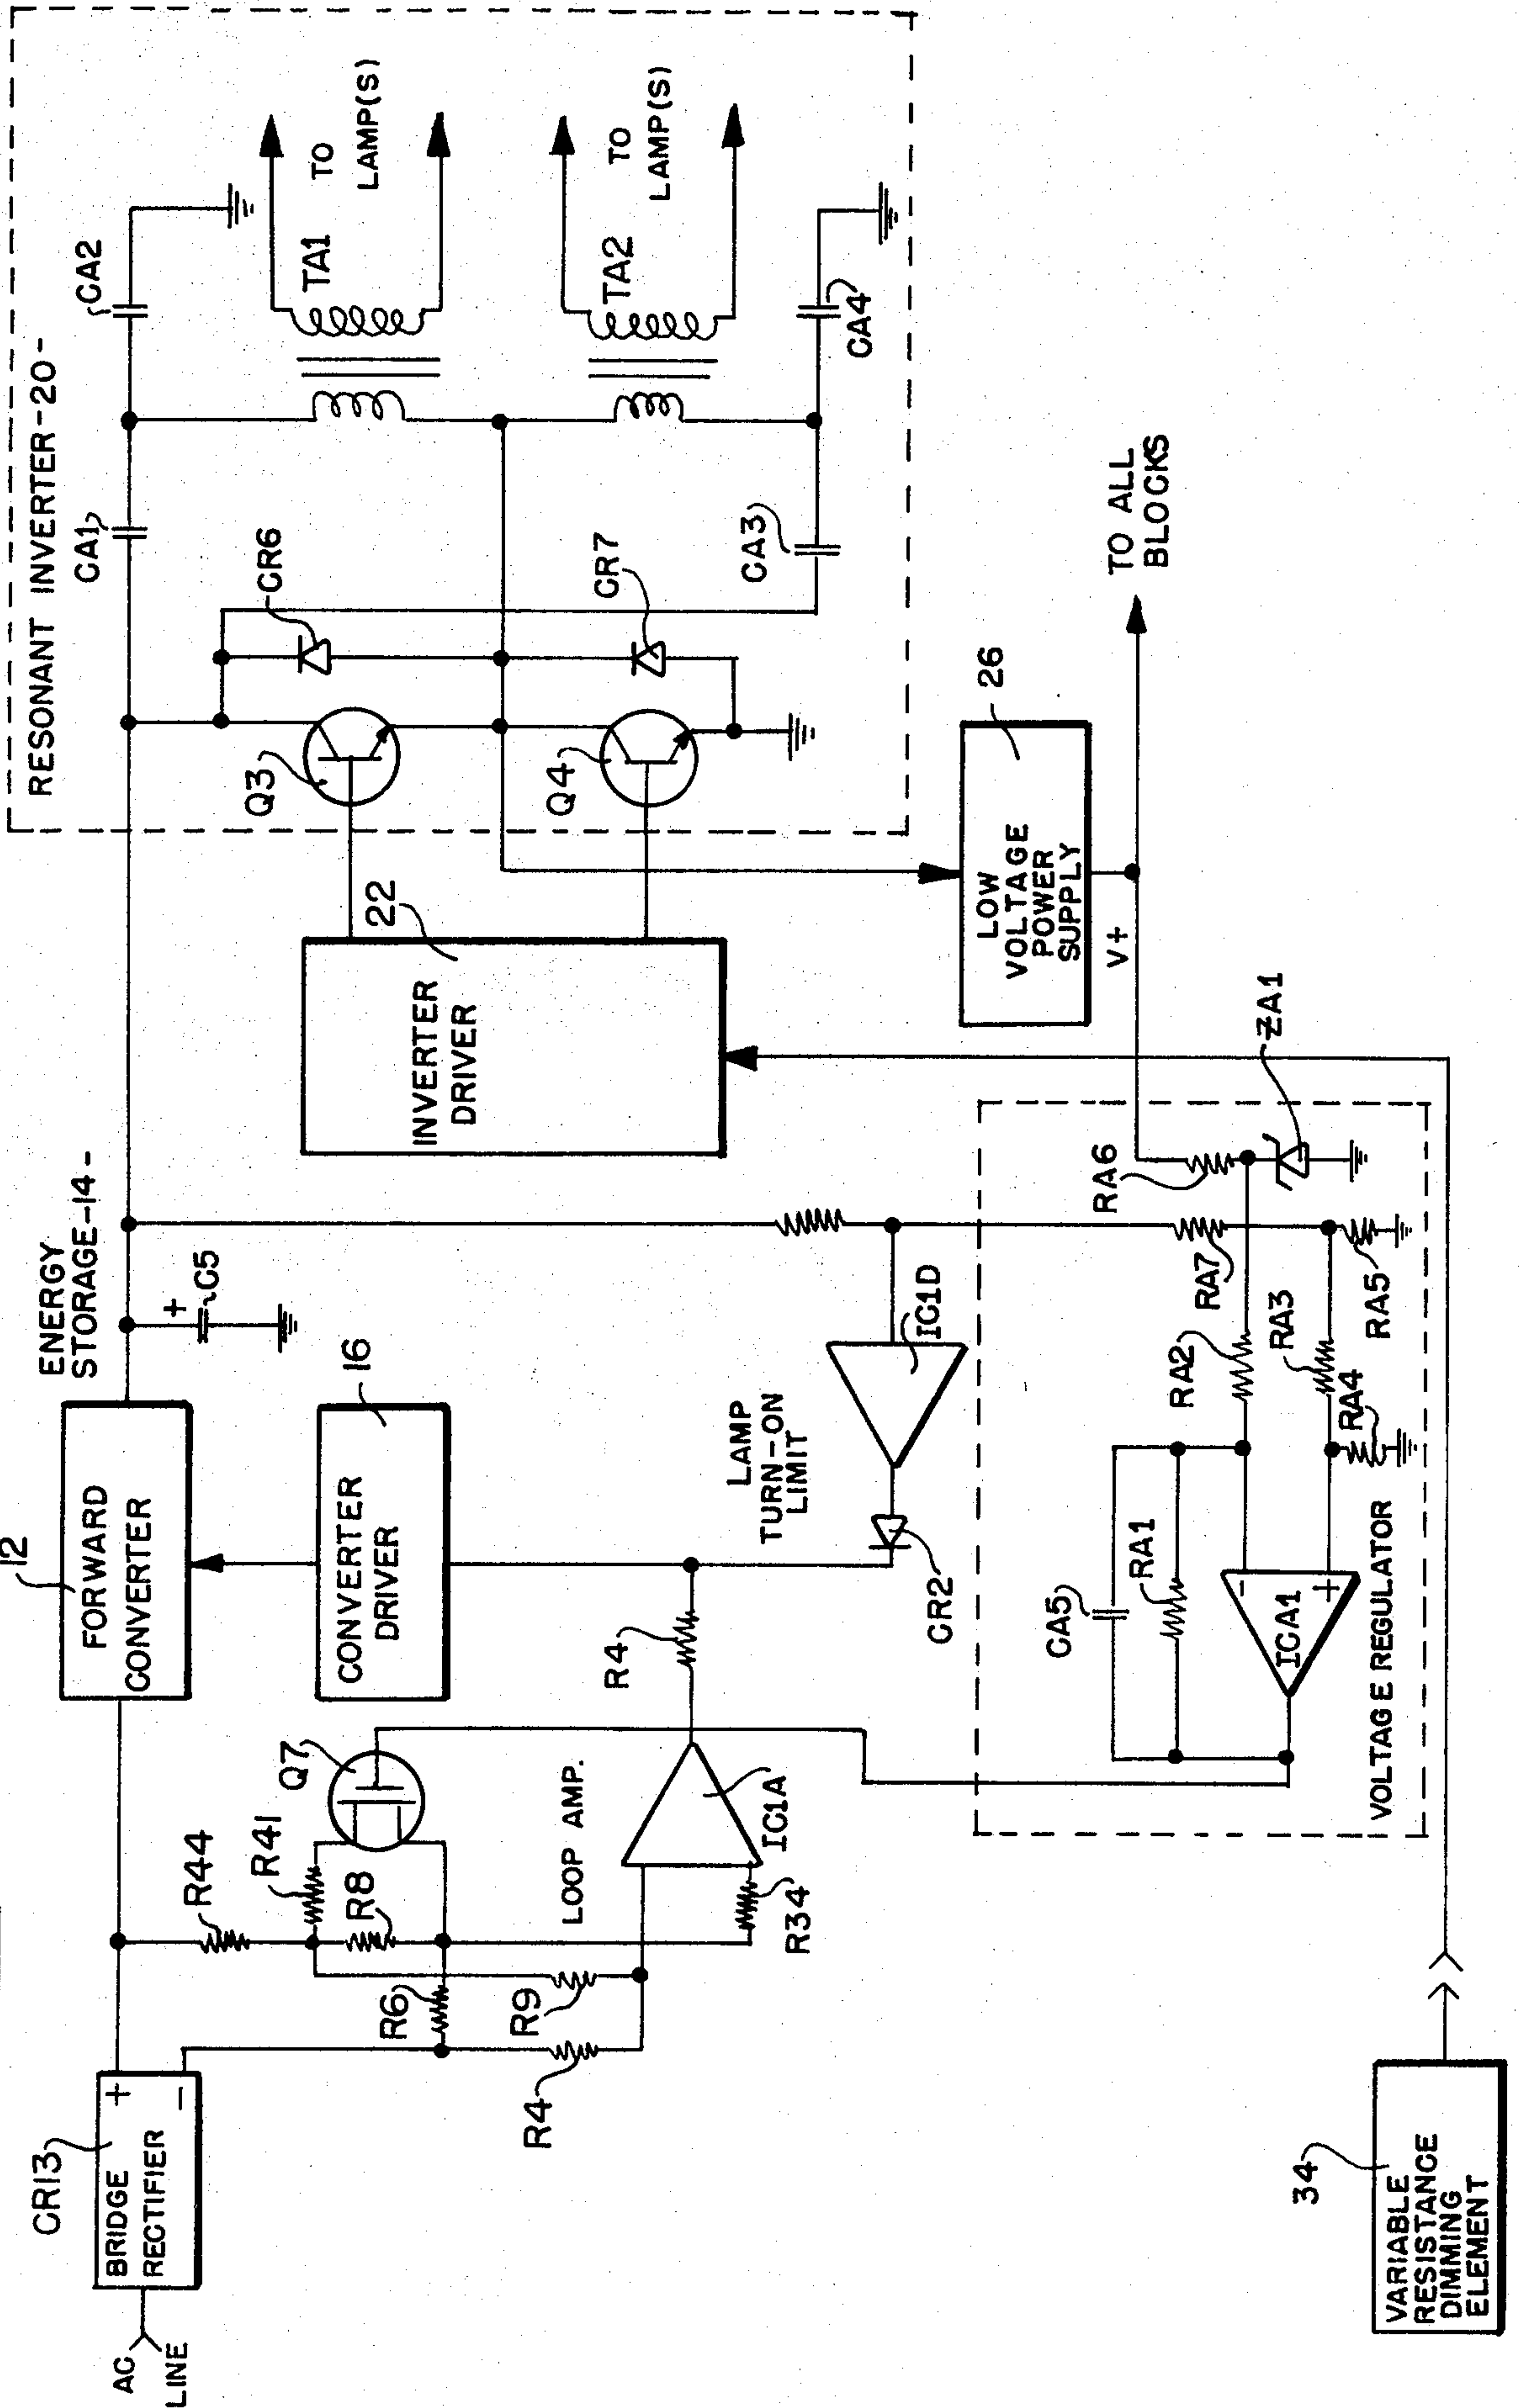 AC
LINE
CR13
BRIDGE
RECTIFIER
+
-
R44
R41
R8
R6
R9
R4
Q7
LOOP AMP.
IC1A
R34
R4
12
FORWARD
CONVERTER
16
CONVERTER
DRIVER
ENERGY
STORAGE-14-
+
C5
LAMP
TURN-ON
LIMIT
CR2
IC1D
22
INVERTER
DRIVER
RESONANT INVERTER-20-
Q3
Q4
CR6
CR7
CA1
CA2
CA3
CA4
TA1
TA2
TO
LAMP(S)
TO
LAMP(S)
26
LOW
VOLTAGE
POWER
SUPPLY
V+
TO ALL
BLOCKS
ZA1
RA6
RA7
RA5
RA2
RA3
RA4
CA5
RA1
-
+
ICA1
VOLTAGE REGULATOR
34
VARIABLE
RESISTANCE
DIMMING
ELEMENT